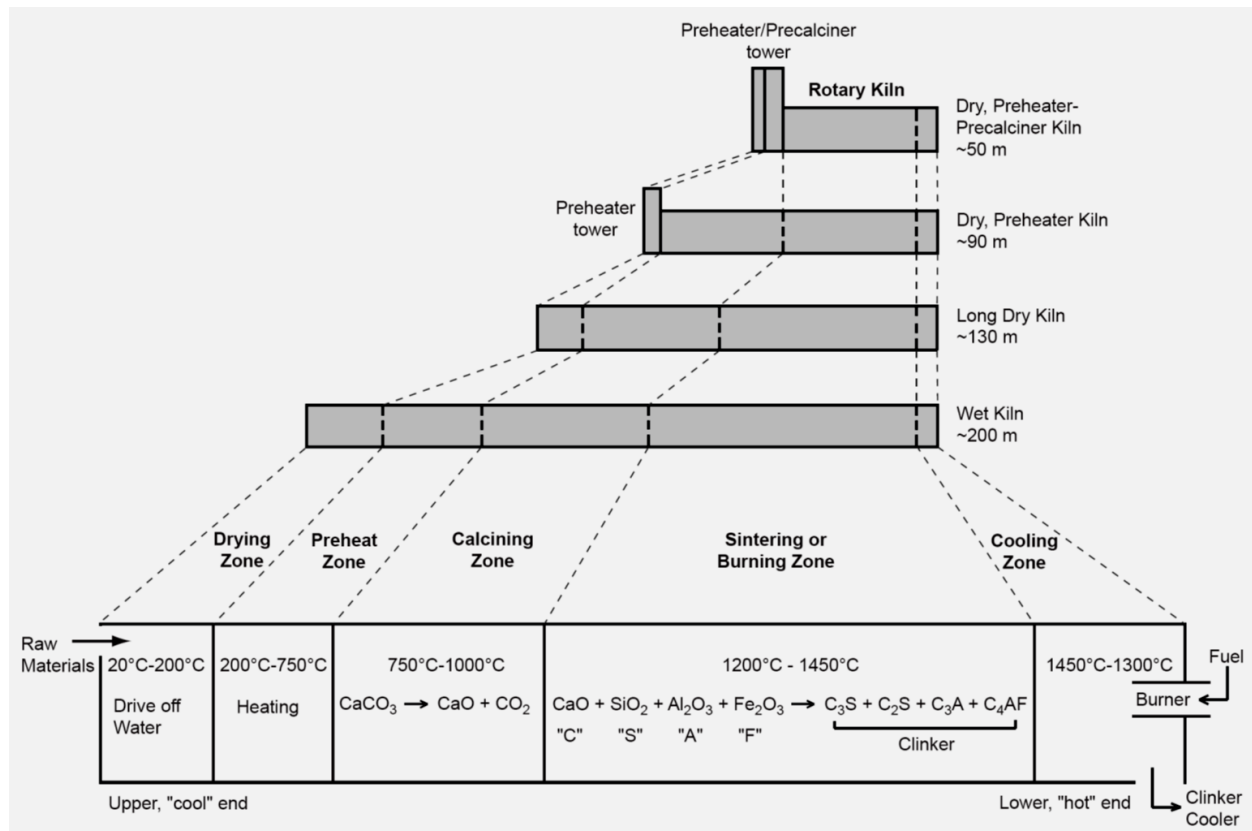 Preheater/Precalciner
tower
Rotary Kiln
Dry, Preheater-
Precalciner Kiln
~50 m
Preheater
tower
Dry, Preheater Kiln
~90 m
Long Dry Kiln
~130 m
Wet Kiln
~200 m
Drying
Zone
Preheat
Zone
Calcining
Zone
Sintering or
Burning Zone
Cooling
Zone
Raw
Materials
20°C-200°C
200°C-750°C
750°C-1000°C
1200°C - 1450°C
1450°C-1300°C
Fuel
Drive off
Water
Heating
CaCO₃ → CaO + CO₂
CaO + SiO₂ + Al₂O₃ + Fe₂O₃ → C₃S + C₂S + C₃A + C₄AF
"C" "S" "A" "F"
Clinker
Burner
Upper, "cool" end
Lower, "hot" end
Clinker
Cooler